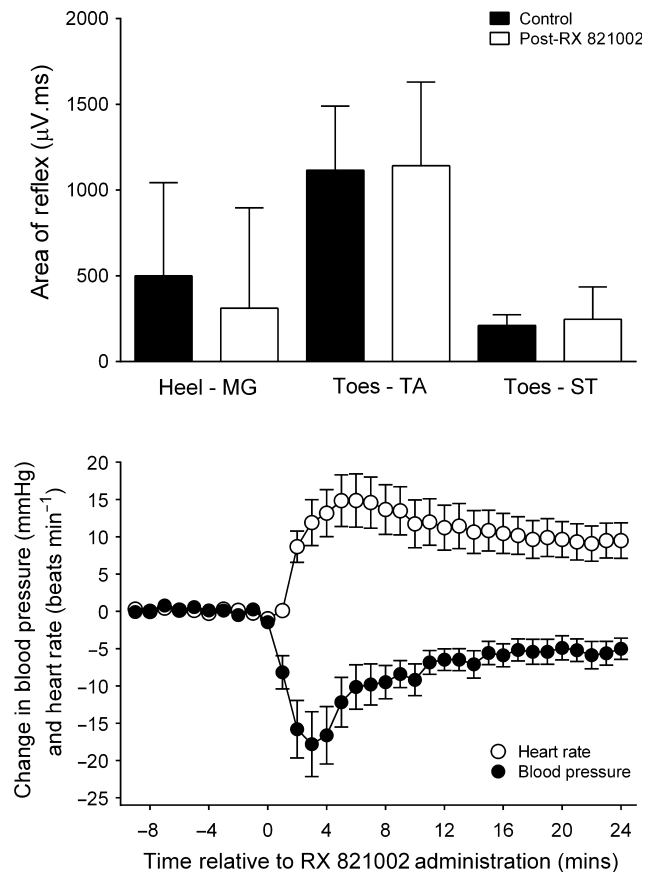 2000
1500
1000
500
0
Area of reflex (μV.ms)
Control
Post-RX 821002
Heel - MG
Toes - TA
Toes - ST
20
15
10
5
0
−5
−10
−15
−20
−25
Change in blood pressure (mmHg)
and heart rate (beats min⁻¹)
Heart rate
Blood pressure
−8 −4 0 4 8 12 16 20 24
Time relative to RX 821002 administration (mins)